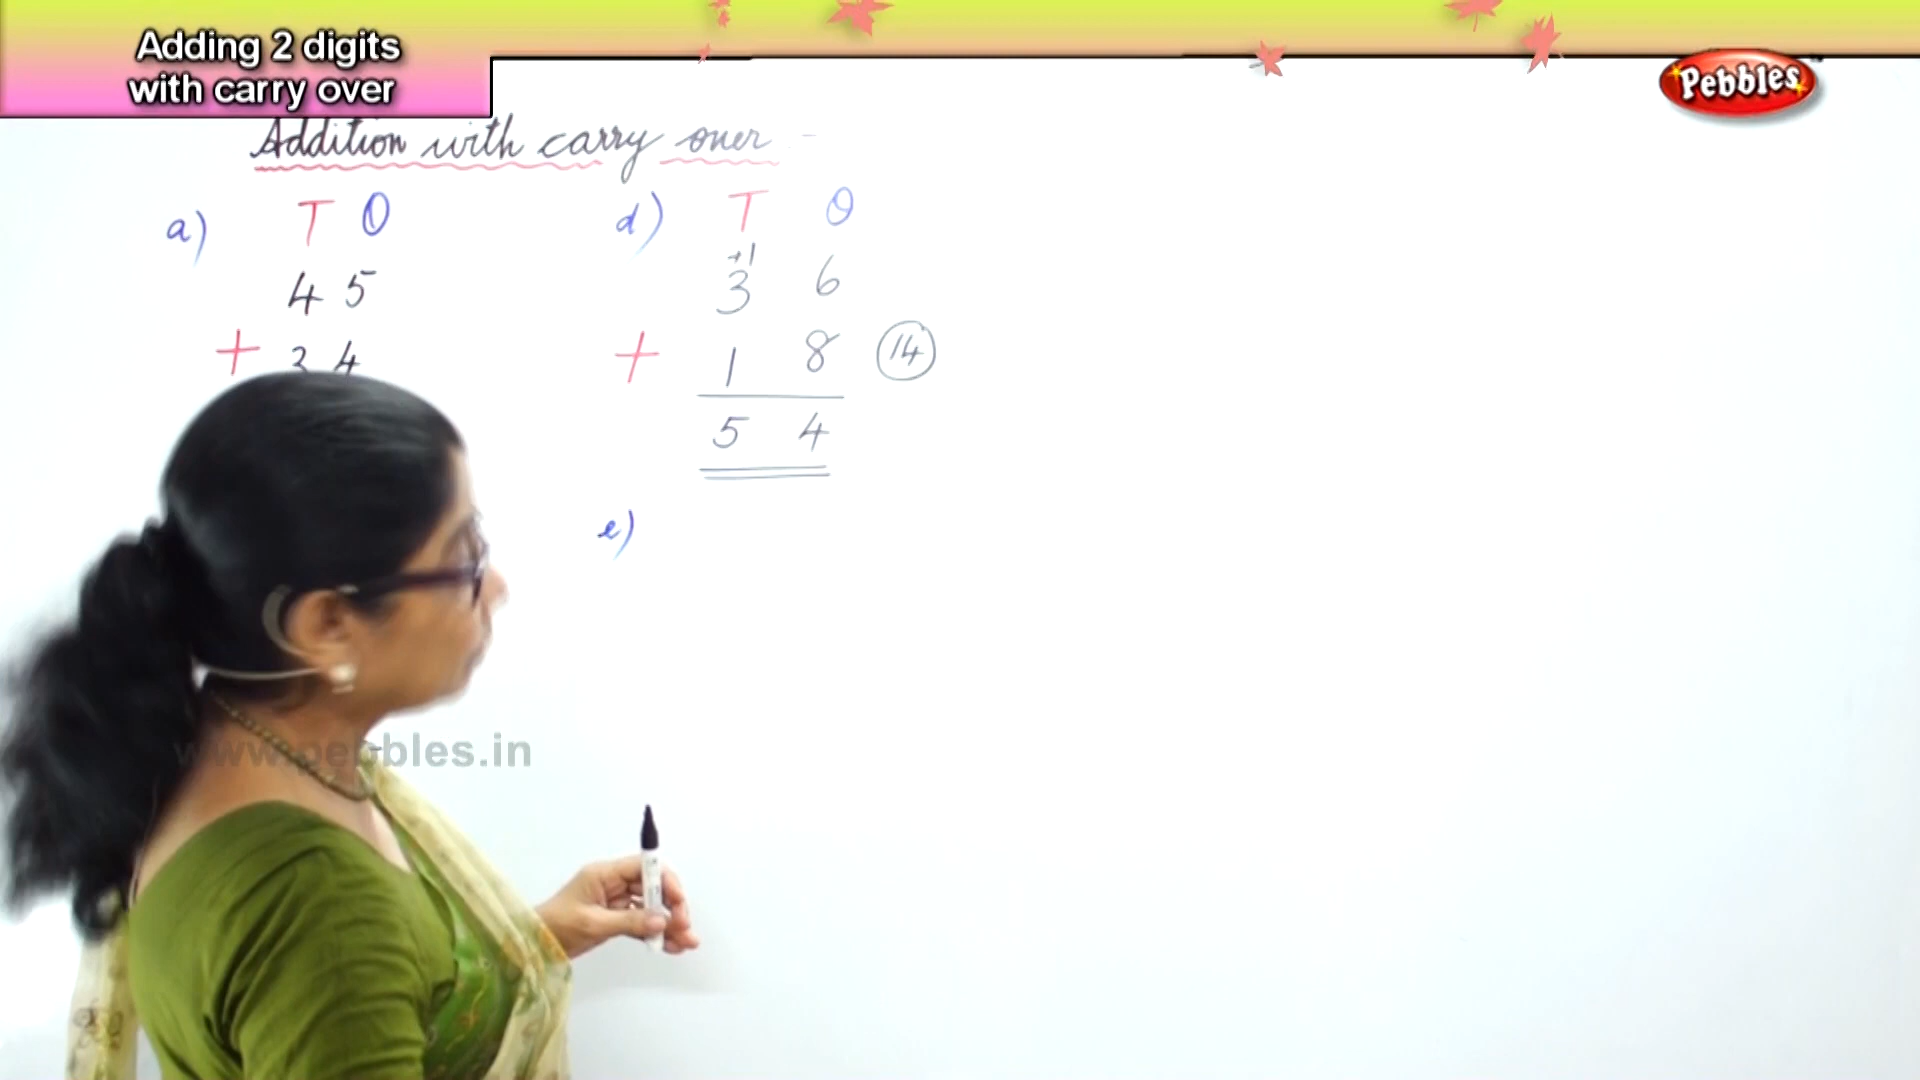 Adding 2 digits
with carry over
Pebbles
Addition with carry over -
a) T O
4 5
+ 3 4
d) T O
+1
3 6
+ 1 8 14
5 4
e)
www.pebbles.in